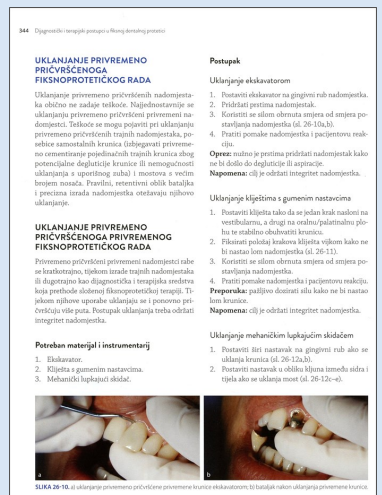 344 Dijagnostički i terapijski postupci u fiksnoj dentalnoj protetici
UKLANJANJE PRIVREMENO
PRIČVRŠĆENOGA
FIKSNOPROTETIČKOG RADA
Uklanjanje privremeno pričvršćenih nadomjesta-
ka obično ne zadaje teškoće. Najjednostavnije se
uklanjanju privremeno pričvršćeni privremeni na-
domjesci. Teškoće se mogu pojaviti pri uklanjanju
privremeno pričvršćenih trajnih nadomjestaka, po-
sebice samostalnih krunica (izbjegavati privreme-
no cementiranje pojedinačnih trajnih krunica zbog
potencijalne degluticije krunice ili nemogućnosti
uklanjanja s uporišnog zuba) i mostova s većim
brojem nosača. Pravilni, retentivni oblik bataljka
i precizna izrada nadomjestka otežavaju njihovo
uklanjanje.
UKLANJANJE PRIVREMENO
PRIČVRŠĆENOGA PRIVREMENOG
FIKSNOPROTETIČKOG RADA
Privremeno pričvršćeni privremeni nadomjesci rabe
se kratkotrajno, tijekom izrade trajnih nadomjestaka
ili dugotrajno kao dijagnostička i terapijska sredstva
koja prethode složenoj fiksnoprotetičkoj terapiji. Ti-
jekom njihove uporabe uklanjaju se i ponovno pri-
čvršćuju više puta. Postupak uklanjanja treba održati
integritet nadomjestka.
Potreban materijal i instrumentarij
1. Ekskavator.
2. Kliješta s gumenim nastavcima.
3. Mehanički lupkajući skidač.
Postupak
Uklanjanje ekskavatorom
1. Postaviti ekskavator na gingivni rub nadomjestka.
2. Pridržati prstima nadomjestak.
3. Koristiti se silom obrnuta smjera od smjera po-
stavljanja nadomjestka (sl. 26-10a,b).
4. Pratiti pomake nadomjestka i pacijentovu reak-
ciju.
Oprez: nužno je prstima pridržati nadomjestak kako
ne bi došlo do degluticije ili aspiracije.
Napomena: cilj je održati integritet nadomjestka.
Uklanjanje kliještima s gumenim nastavcima
1. Postaviti kliješta tako da se jedan krak nasloni na
vestibularnu, a drugi na oralnu/palatinalnu plo-
hu te stabilno obuhvatiti krunicu.
2. Fiksirati položaj krakova kliješta vijkom kako ne
bi nastao lom nadomjestka (sl. 26-11).
3. Koristiti se silom obrnuta smjera od smjera po-
stavljanja nadomjestka.
4. Pratiti pomake nadomjestka i pacijentovu reakciju.
Preporuka: pažljivo dozirati silu kako ne bi nastao
lom krunice.
Napomena: cilj je održati integritet nadomjestka.
Uklanjanje mehaničkim lupkajućim skidačem
1. Postaviti širi nastavak na gingivni rub ako se
uklanja krunica (sl. 26-12a,b).
2. Postaviti nastavak u obliku kljuna između sidra i
tijela ako se uklanja most (sl. 26-12c–e).
a
b
SLIKA 26-10. a) uklanjanje privremeno pričvršćene privremene krunice ekskavatorom; b) bataljak nakon uklanjanja privremene krunice.